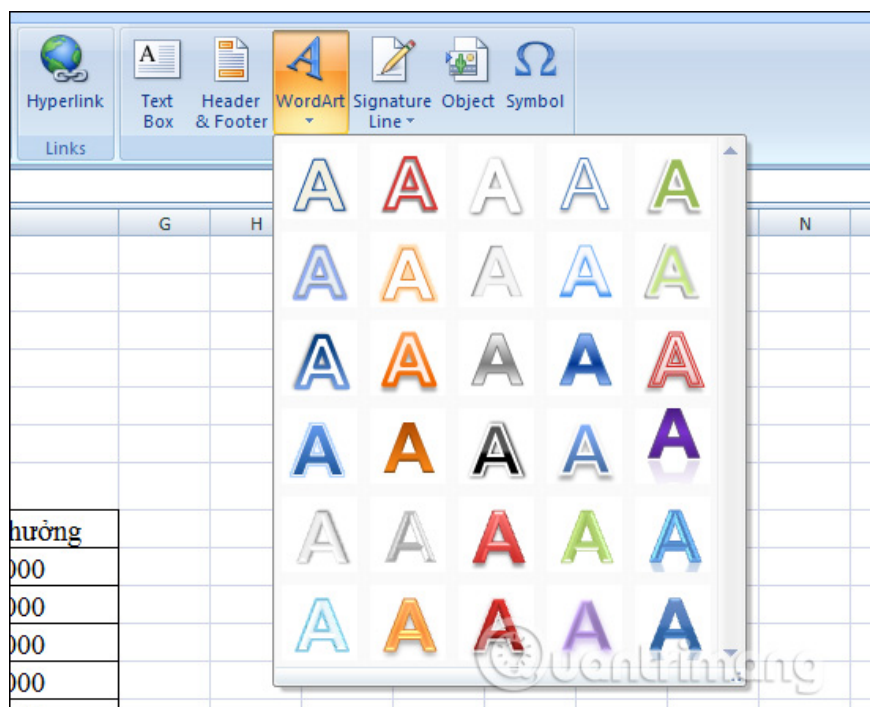 Hyperlink
Text Box
Header & Footer
WordArt
Signature Line
Object
Symbol
Links
G
H
N
hưởng
000
000
000
000
A A A A A
A A A A A
A A A A A
A A A A A
A A A A A
A A A A A
Quantrimang